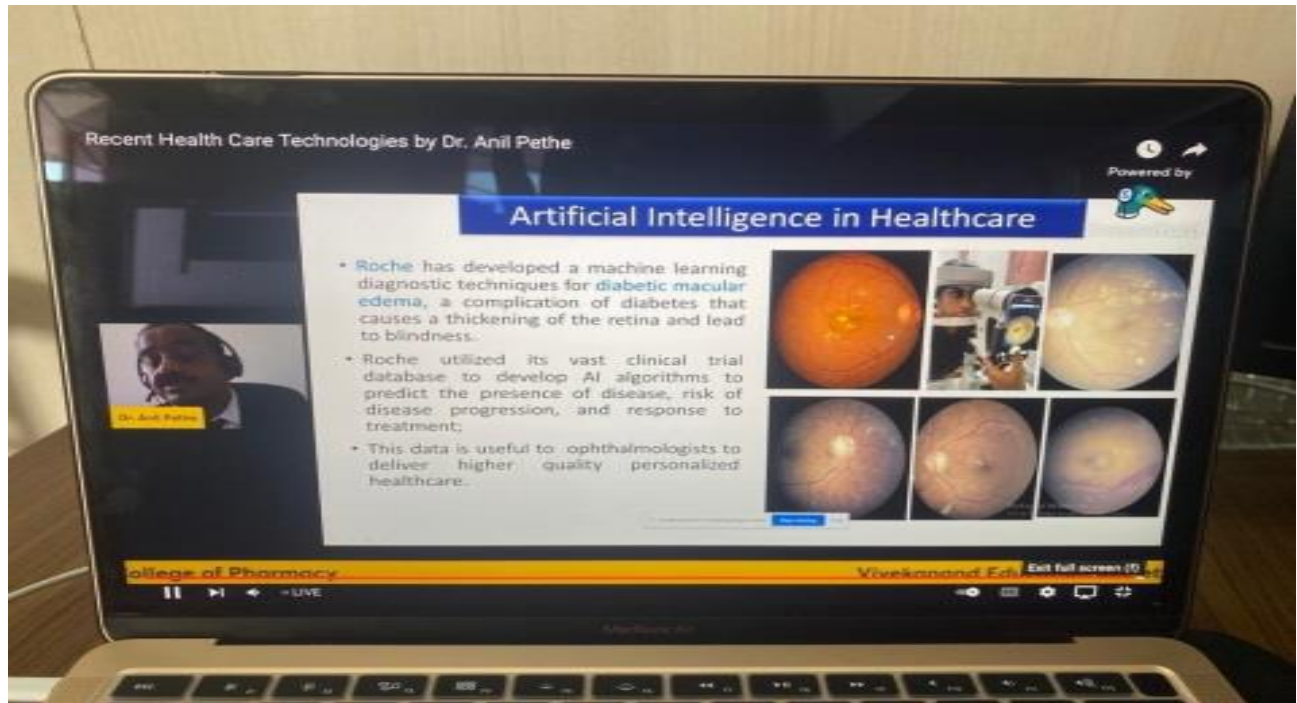 Recent Health Care Technologies by Dr. Anil Pethe
Powered by
S
Artificial Intelligence in Healthcare
• Roche has developed a machine learning
diagnostic techniques for diabetic macular
edema, a complication of diabetes that
causes a thickening of the retina and lead
to blindness.
• Roche utilized its vast clinical trial
database to develop AI algorithms to
predict the presence of disease, risk of
disease progression, and response to
treatment;
• This data is useful to ophthalmologists to
deliver higher quality personalized
healthcare.
Dr. Anil Pethe
ollege of Pharmacy
Vivekanand Edu
Exit full screen (f)
LIVE
MacBook Air
esc